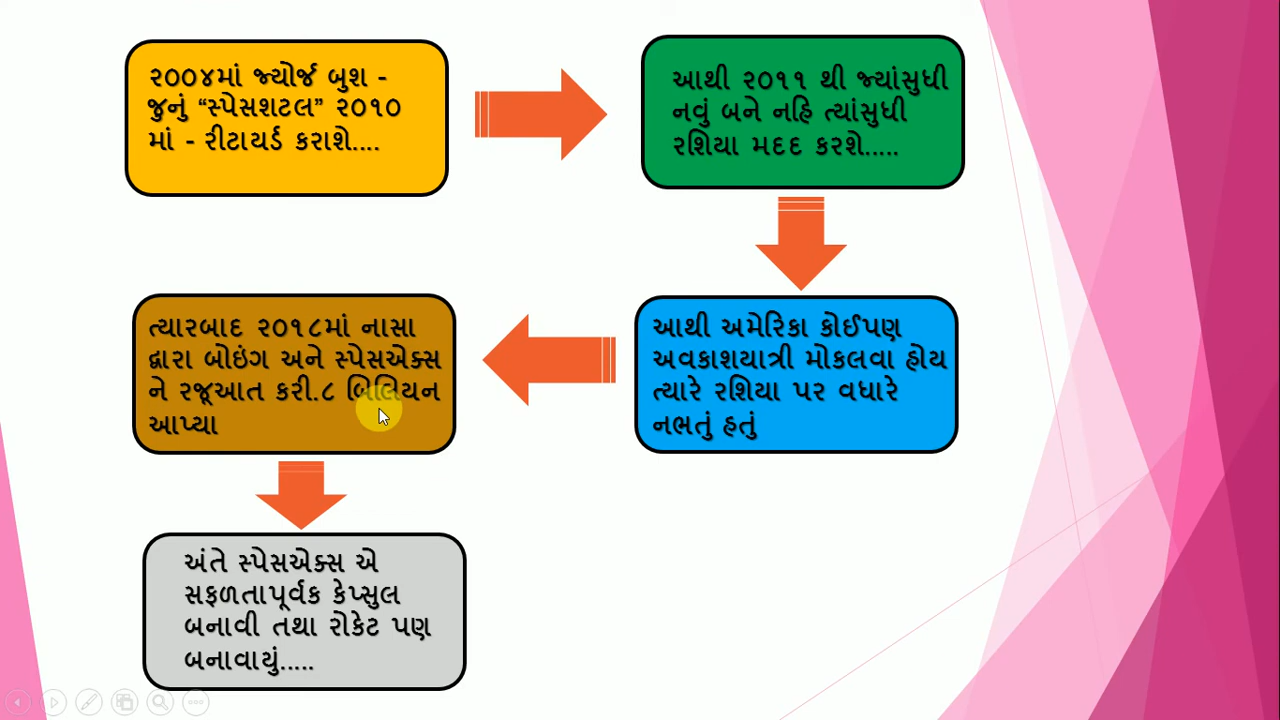 ૨૦૦૪માં જ્યોર્જ બુશ -
જુનું “સ્પેસશટલ” ૨૦૧૦
માં - રીટાયર્ડ કરાશે....
આથી ૨૦૧૧ થી જ્યાંસુધી
નવું બને નહિ ત્યાંસુધી
રશિયા મદદ કરશે.....
આથી અમેરિકા કોઈપણ
અવકાશયાત્રી મોકલવા હોય
ત્યારે રશિયા પર વધારે
નભતું હતું
ત્યારબાદ ૨૦૧૮માં નાસા
દ્વારા બોઇંગ અને સ્પેસએક્સ
ને રજૂઆત કરી.૮ બિલિયન
આપ્યા
અંતે સ્પેસએક્સ એ
સફળતાપૂર્વક કેપ્સુલ
બનાવી તથા રોકેટ પણ
બનાવાયું.....